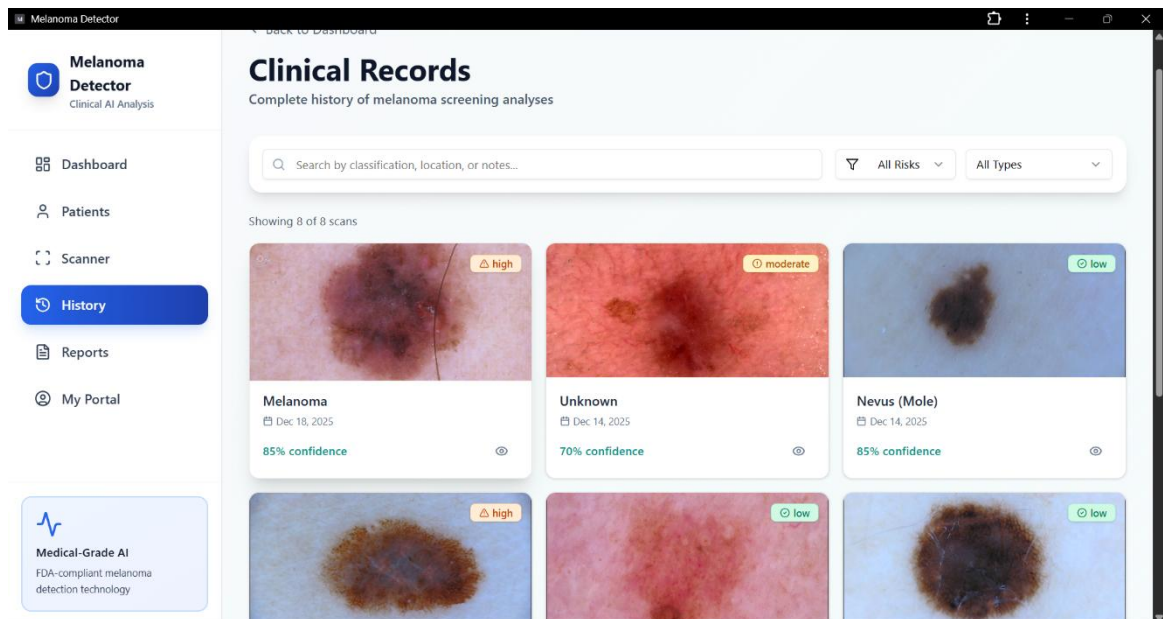 Melanoma Detector
Back to Dashboard
Melanoma
Detector
Clinical AI Analysis
Dashboard
Patients
Scanner
History
Reports
My Portal
Medical-Grade AI
FDA-compliant melanoma
detection technology
Clinical Records
Complete history of melanoma screening analyses
Search by classification, location, or notes...
All Risks
All Types
Showing 8 of 8 scans
high
moderate
low
Melanoma
Unknown
Nevus (Mole)
Dec 18, 2025
Dec 14, 2025
Dec 14, 2025
85% confidence
70% confidence
85% confidence
high
low
low